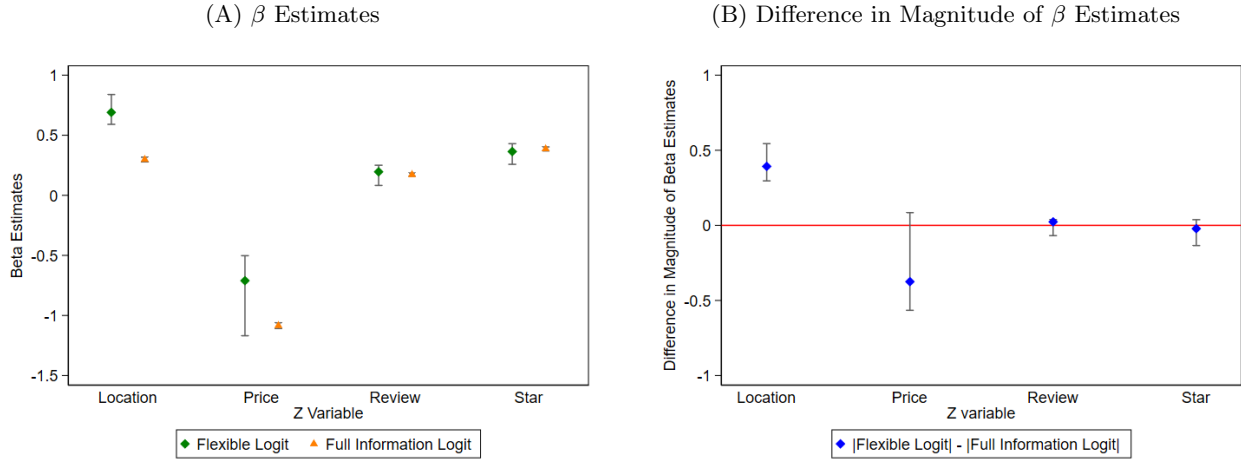 (A) β Estimates
(B) Difference in Magnitude of β Estimates
Beta Estimates
1
0.5
0
-0.5
-1
-1.5
Location Price Review Star
Z Variable
Flexible Logit Full Information Logit
Difference in Magnitude of Beta Estimates
1
0.5
0
-0.5
-1
Location Price Review Star
Z variable
|Flexible Logit| - |Full Information Logit|